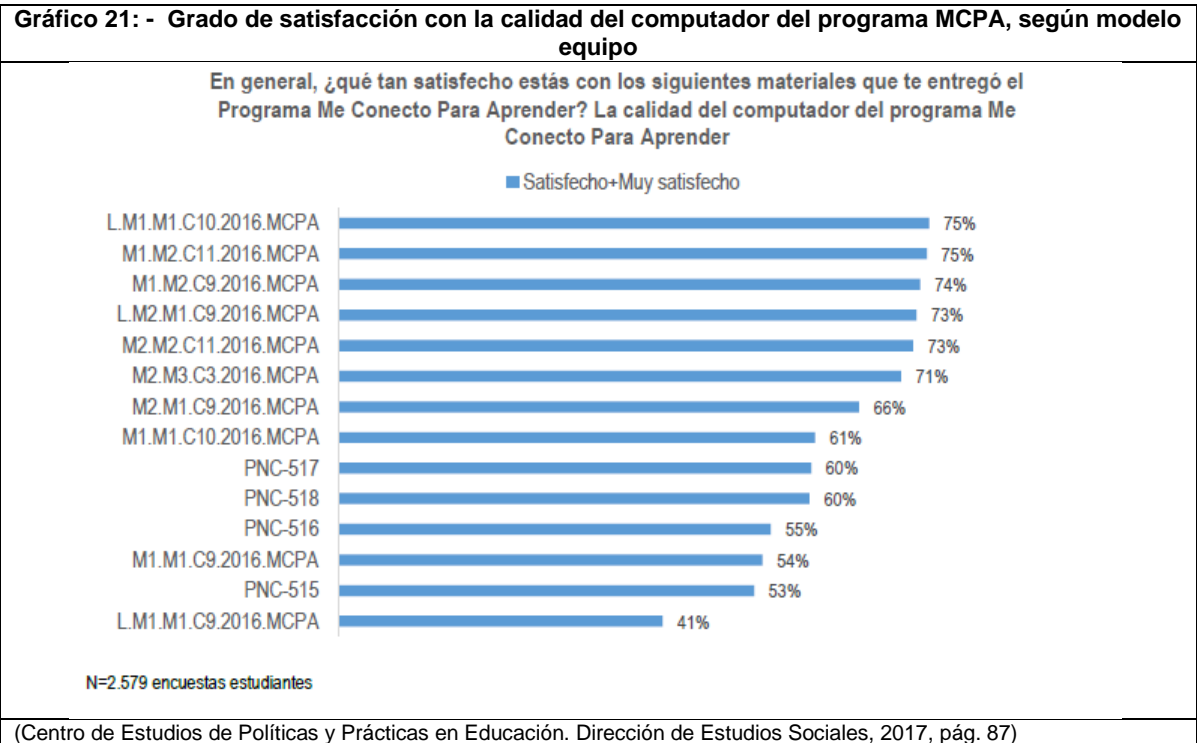 Gráfico 21: - Grado de satisfacción con la calidad del computador del programa MCPA, según modelo
equipo
En general, ¿qué tan satisfecho estás con los siguientes materiales que te entregó el
Programa Me Conecto Para Aprender? La calidad del computador del programa Me
Conecto Para Aprender
Satisfecho+Muy satisfecho
L.M1.M1.C10.2016.MCPA 75%
M1.M2.C11.2016.MCPA 75%
M1.M2.C9.2016.MCPA 74%
L.M2.M1.C9.2016.MCPA 73%
M2.M2.C11.2016.MCPA 73%
M2.M3.C3.2016.MCPA 71%
M2.M1.C9.2016.MCPA 66%
M1.M1.C10.2016.MCPA 61%
PNC-517 60%
PNC-518 60%
PNC-516 55%
M1.M1.C9.2016.MCPA 54%
PNC-515 53%
L.M1.M1.C9.2016.MCPA 41%
N=2.579 encuestas estudiantes
(Centro de Estudios de Políticas y Prácticas en Educación. Dirección de Estudios Sociales, 2017, pág. 87)